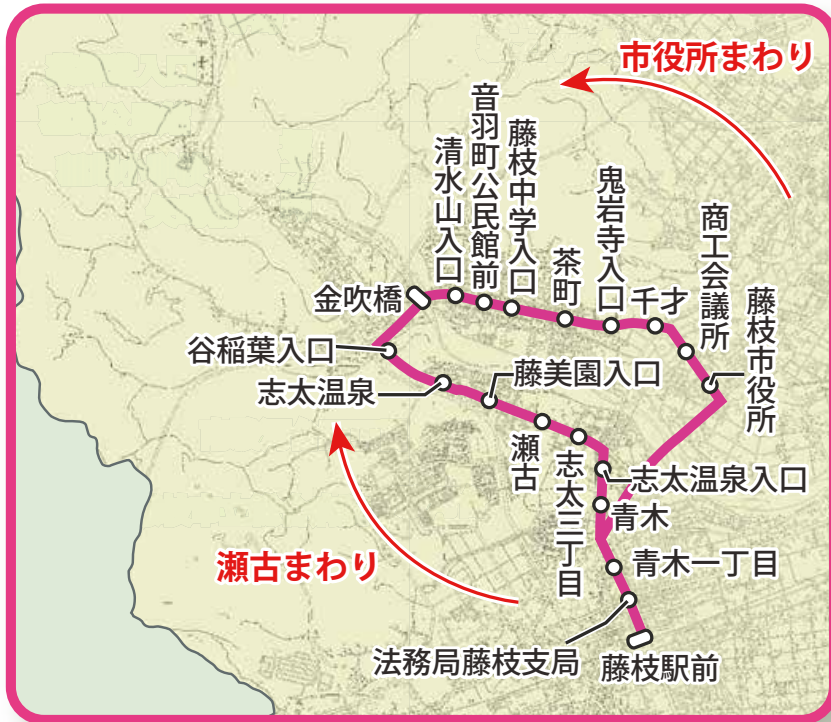 市役所まわり
音羽町公民館前
藤枝中学入口
清水山入口
鬼岩寺入口
茶町
商工会議所
千才
藤枝市役所
金吹橋
谷稲葉入口
志太温泉
藤美園入口
瀬古
志太三丁目
志太温泉入口
青木
瀬古まわり
青木一丁目
法務局藤枝支局
藤枝駅前